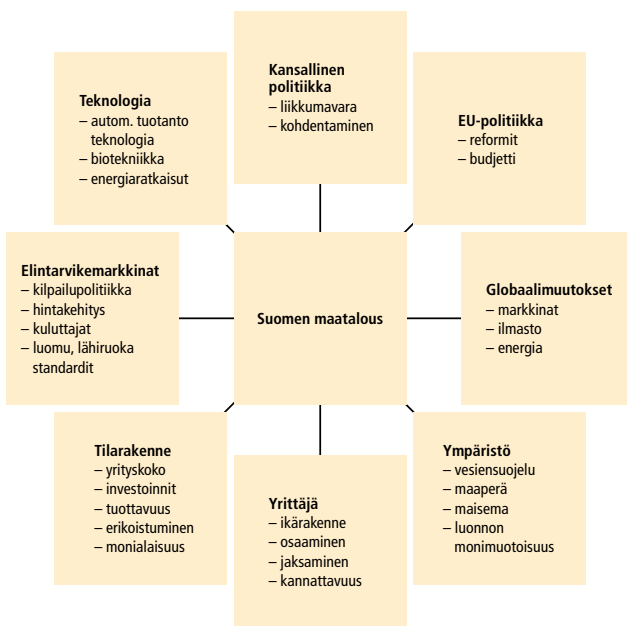 Kansallinen
politiikka
– liikkumavara
– kohdentaminen
Teknologia
– autom. tuotanto
teknologia
– biotekniikka
– energiaratkaisut
EU-politiikka
– reformit
– budjetti
Elintarvikemarkkinat
– kilpailupolitiikka
– hintakehitys
– kuluttajat
– luomu, lähiruoka
standardit
Suomen maatalous
Globaalimuutokset
– markkinat
– ilmasto
– energia
Tilarakenne
– yrityskoko
– investoinnit
– tuottavuus
– erikoistuminen
– monialaisuus
Yrittäjä
– ikärakenne
– osaaminen
– jaksaminen
– kannattavuus
Ympäristö
– vesiensuojelu
– maaperä
– maisema
– luonnon
monimuotoisuus